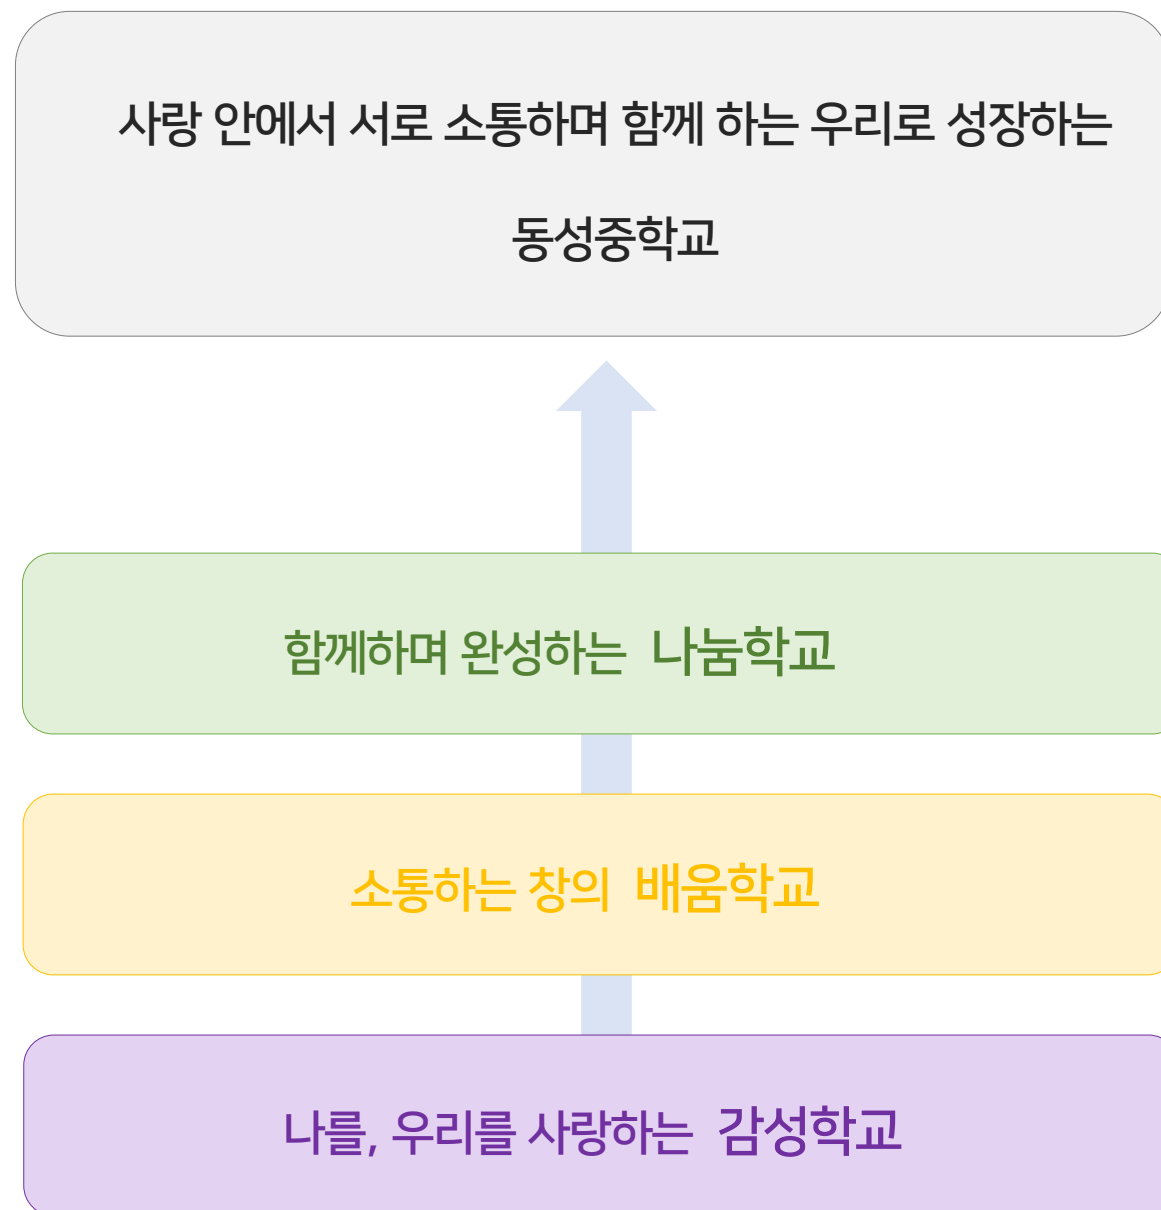 사랑 안에서 서로 소통하며 함께 하는 우리로 성장하는
동성중학교
함께하며 완성하는 나눔학교
소통하는 창의 배움학교
나를, 우리를 사랑하는 감성학교